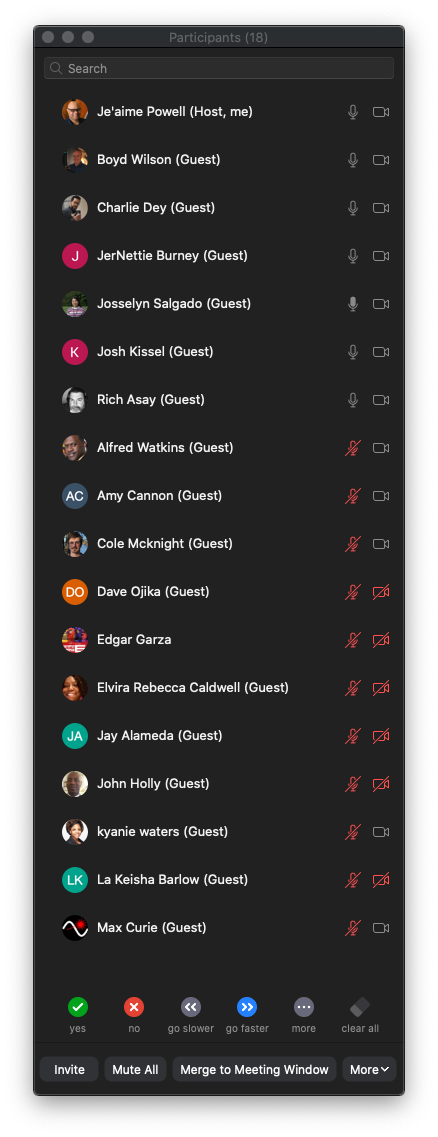 Participants (18)
Search
Je'aime Powell (Host, me)
Boyd Wilson (Guest)
Charlie Dey (Guest)
J JerNettie Burney (Guest)
Josselyn Salgado (Guest)
K Josh Kissel (Guest)
Rich Asay (Guest)
Alfred Watkins (Guest)
AC Amy Cannon (Guest)
Cole Mcknight (Guest)
DO Dave Ojika (Guest)
Edgar Garza
Elvira Rebecca Caldwell (Guest)
JA Jay Alameda (Guest)
John Holly (Guest)
kyanie waters (Guest)
LK La Keisha Barlow (Guest)
Max Curie (Guest)
yes no go slower go faster more clear all
Invite Mute All Merge to Meeting Window More